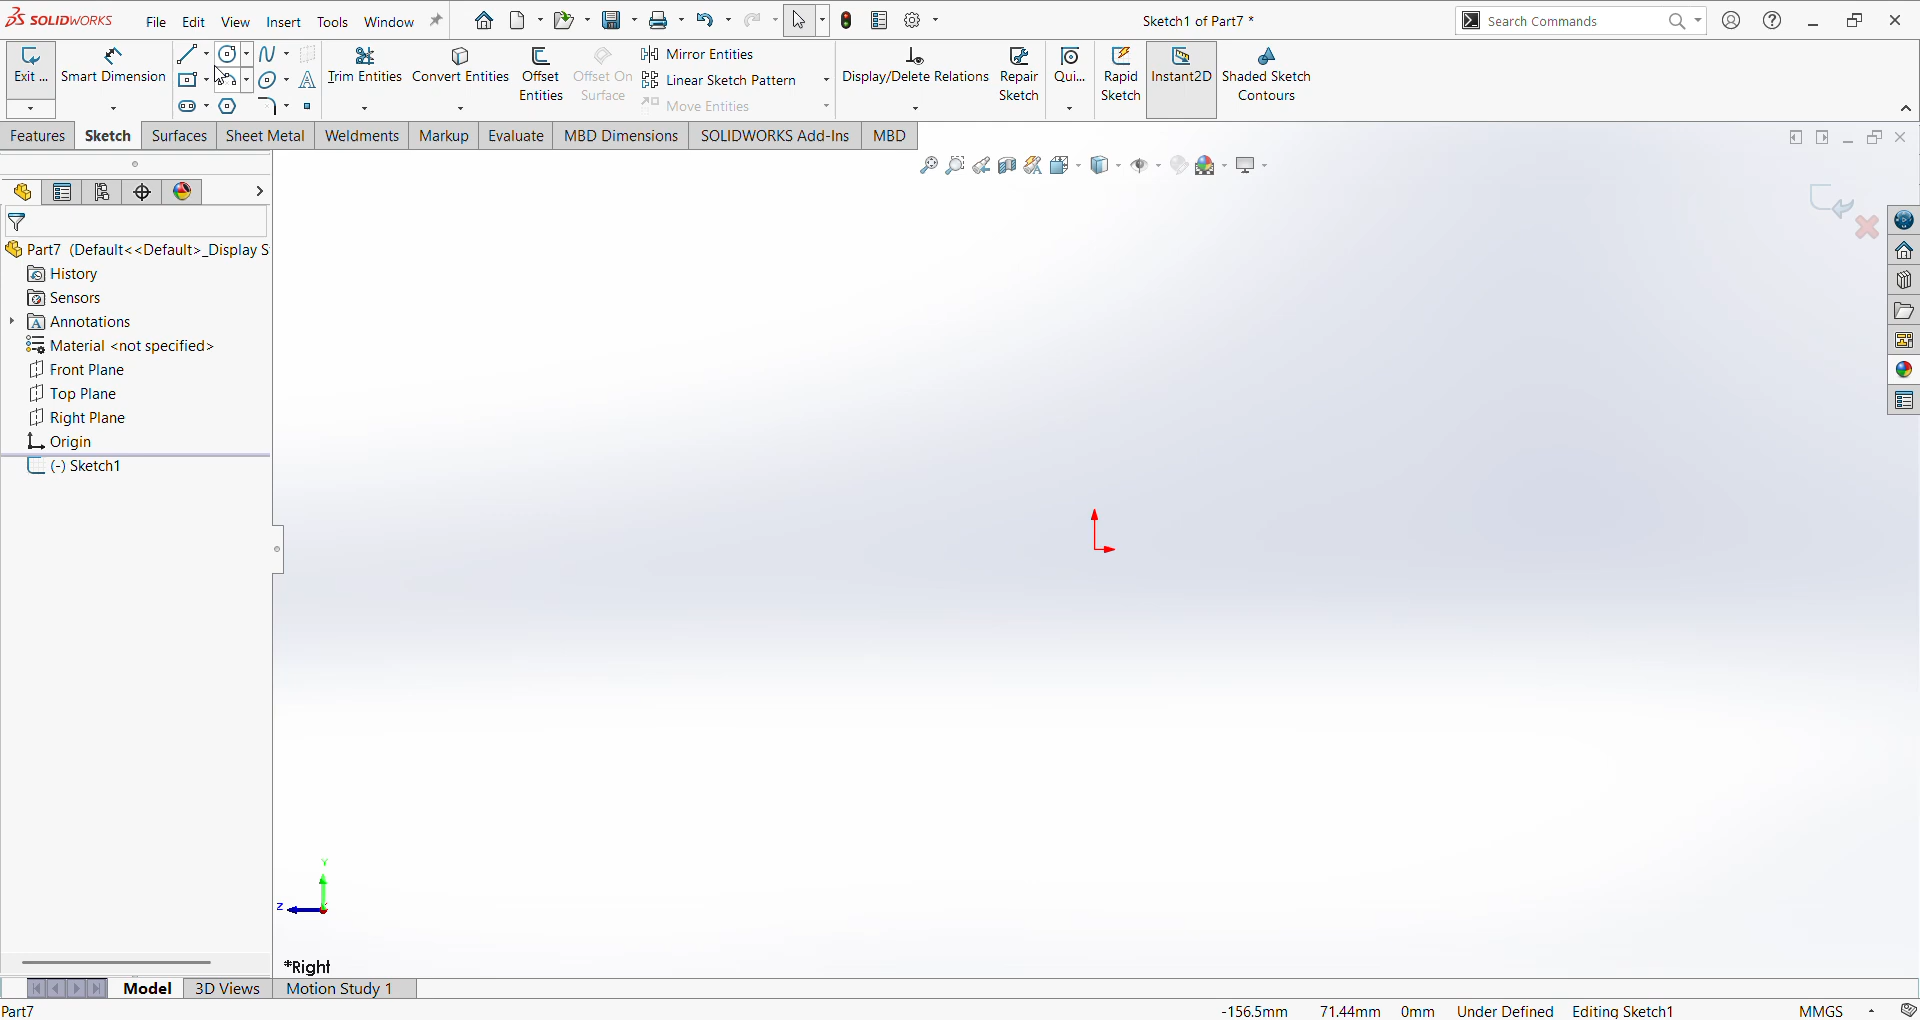 SOLIDWORKS File Edit View Insert Tools Window Sketch1 of Part7 * Search Commands
Exit ... Smart Dimension Trim Entities Convert Entities Offset Entities Offset On Surface Mirror Entities Linear Sketch Pattern Move Entities Display/Delete Relations Repair Sketch Qui... Rapid Sketch Instant2D Shaded Sketch Contours
Features Sketch Surfaces Sheet Metal Weldments Markup Evaluate MBD Dimensions SOLIDWORKS Add-Ins MBD
Part7 (Default<<Default>_Display S
History
Sensors
Annotations
Material <not specified>
Front Plane
Top Plane
Right Plane
Origin
(-) Sketch1
Y
Z
*Right
Model 3D Views Motion Study 1
Part7 -156.5mm 71.44mm 0mm Under Defined Editing Sketch1 MMGS